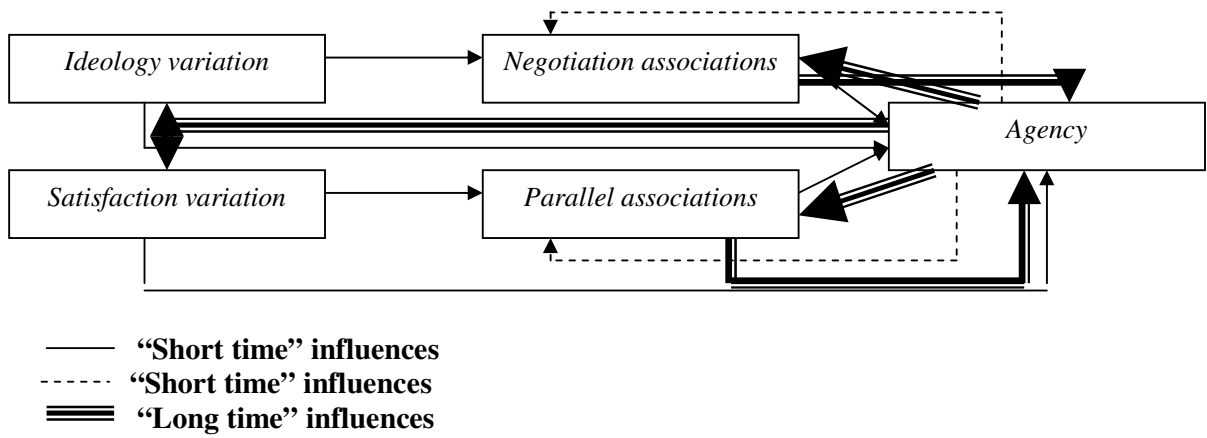 Ideology variation
Negotiation associations
Agency
Satisfaction variation
Parallel associations
“Short time” influences
“Short time” influences
“Long time” influences